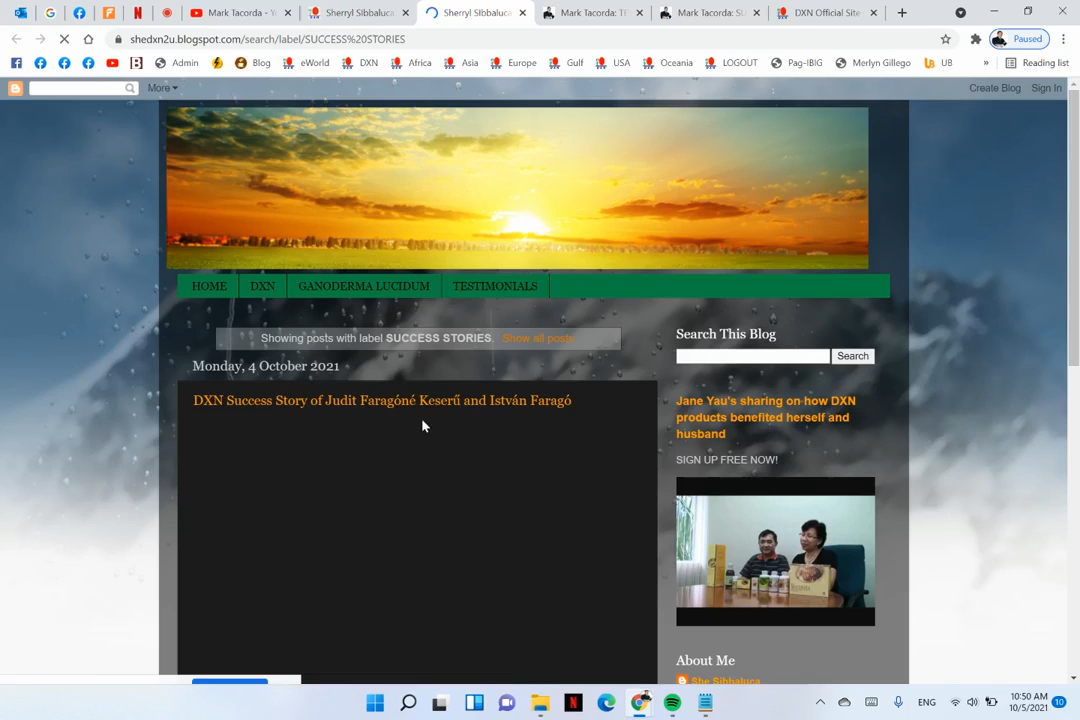 Mark Tacorda - Yo
Sherryl SIbbaluca
Sherryl SIbbaluca
Mark Tacorda: TE
Mark Tacorda: SU
DXN Official Site
shedxn2u.blogspot.com/search/label/SUCCESS%20STORIES
Paused
Admin
Blog
eWorld
DXN
Africa
Asia
Europe
Gulf
USA
Oceania
LOGOUT
Pag-IBIG
Merlyn Gillego
UB
»
Reading list
More
Create Blog
Sign In
HOME
DXN
GANODERMA LUCIDUM
TESTIMONIALS
Showing posts with label SUCCESS STORIES. Show all posts
Monday, 4 October 2021
DXN Success Story of Judit Faragóné Keserű and István Faragó
Search This Blog
Search
Jane Yau's sharing on how DXN
products benefited herself and
husband
SIGN UP FREE NOW!
About Me
She Sibbaluca
ENG
10:50 AM
10/5/2021
10